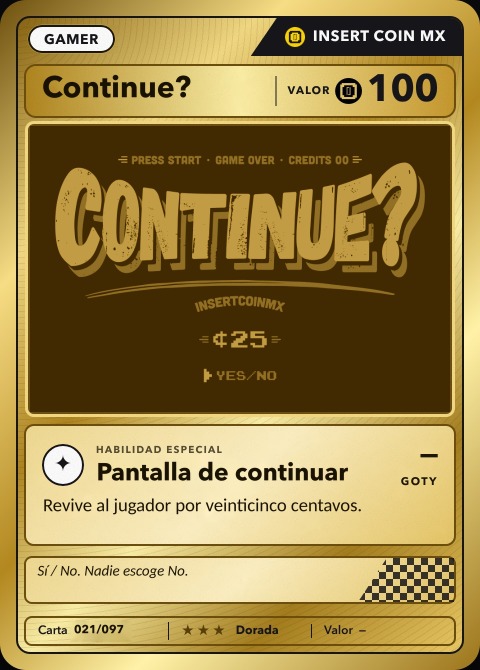 GAMER
INSERT COIN MX
Continue?
VALOR 100
PRESS START · GAME OVER · CREDITS 00
CONTINUE?
INSERTCOINMX
¢25
YES/NO
HABILIDAD ESPECIAL
Pantalla de continuar
–
GOTY
Revive al jugador por veinticinco centavos.
Sí / No. Nadie escoge No.
Carta 021/097 ★★★ Dorada Valor –